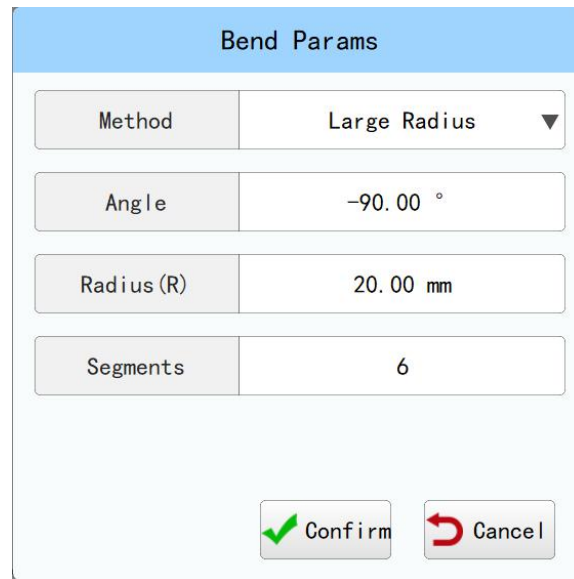 Bend Params
Method Large Radius
Angle -90.00 °
Radius(R) 20.00 mm
Segments 6
Confirm Cancel